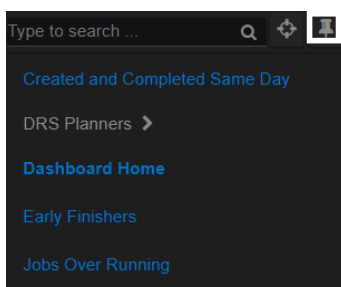 Type to search ...
Created and Completed Same Day
DRS Planners
Dashboard Home
Early Finishers
Jobs Over Running